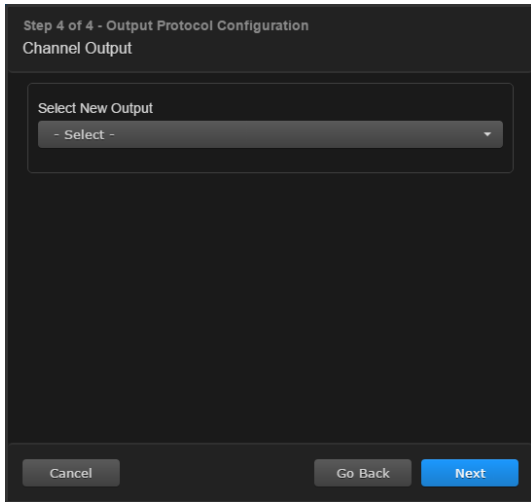 Step 4 of 4 - Output Protocol Configuration
Channel Output
Select New Output
- Select -
Cancel
Go Back
Next